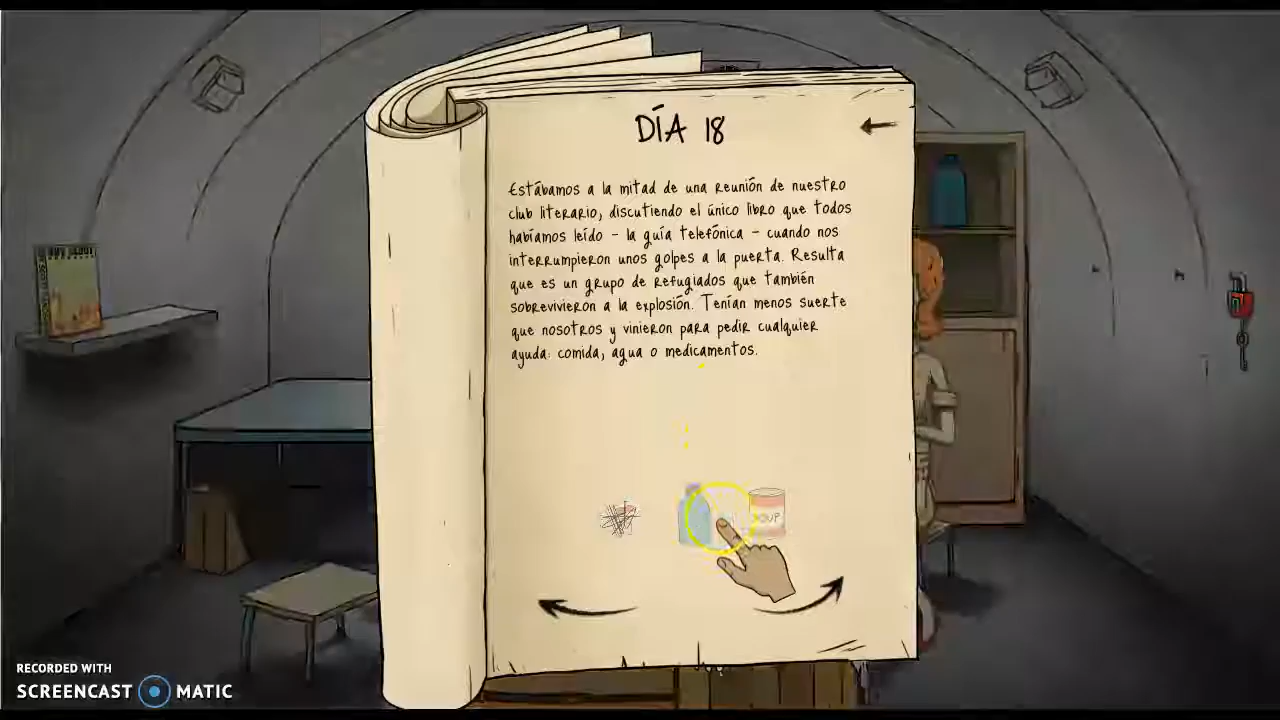 DÍA 18
Estábamos a la mitad de una reunión de nuestro
club literario, discutiendo el único libro que todos
habíamos leído - la guía telefónica - cuando nos
interrumpieron unos golpes a la puerta. Resulta
que es un grupo de refugiados que también
sobrevivieron a la explosión. Tenían menos suerte
que nosotros y vinieron para pedir cualquier
ayuda: comida, agua o medicamentos.
RECORDED WITH
SCREENCAST MATIC